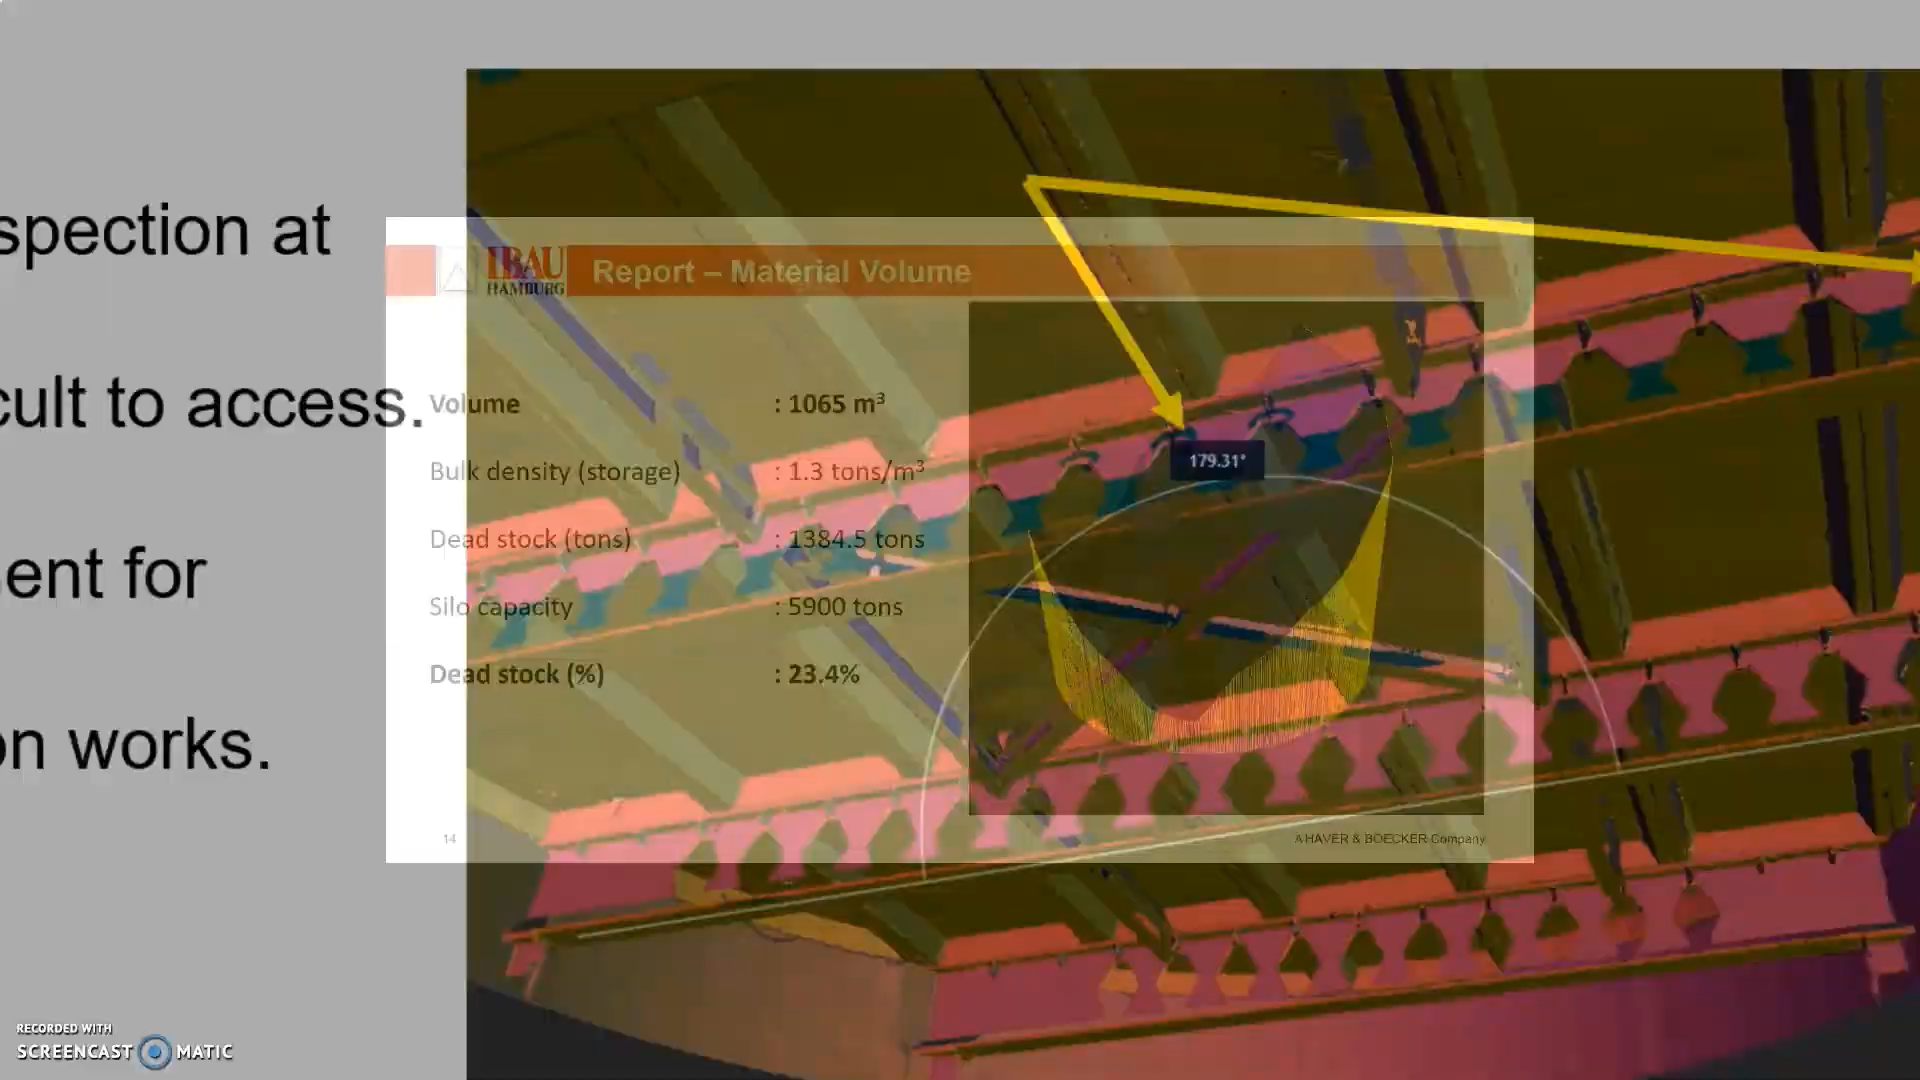 spection at
cult to access.
ent for
on works.
IBAU
HAMBURG
Report – Material Volume
Volume : 1065 m³
Bulk density (storage) : 1.3 tons/m³
Dead stock (tons) : 1384.5 tons
Silo capacity : 5900 tons
Dead stock (%) : 23.4%
179.31°
14
A HAVER & BOECKER Company
RECORDED WITH
SCREENCAST MATIC